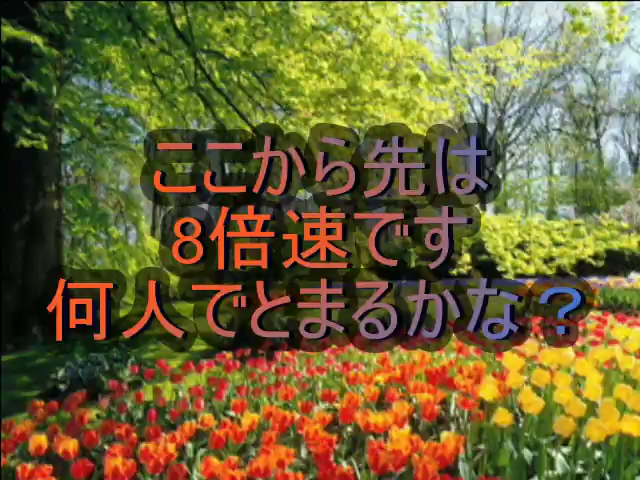 ここから先は
8倍速です
何人でとまるかな？